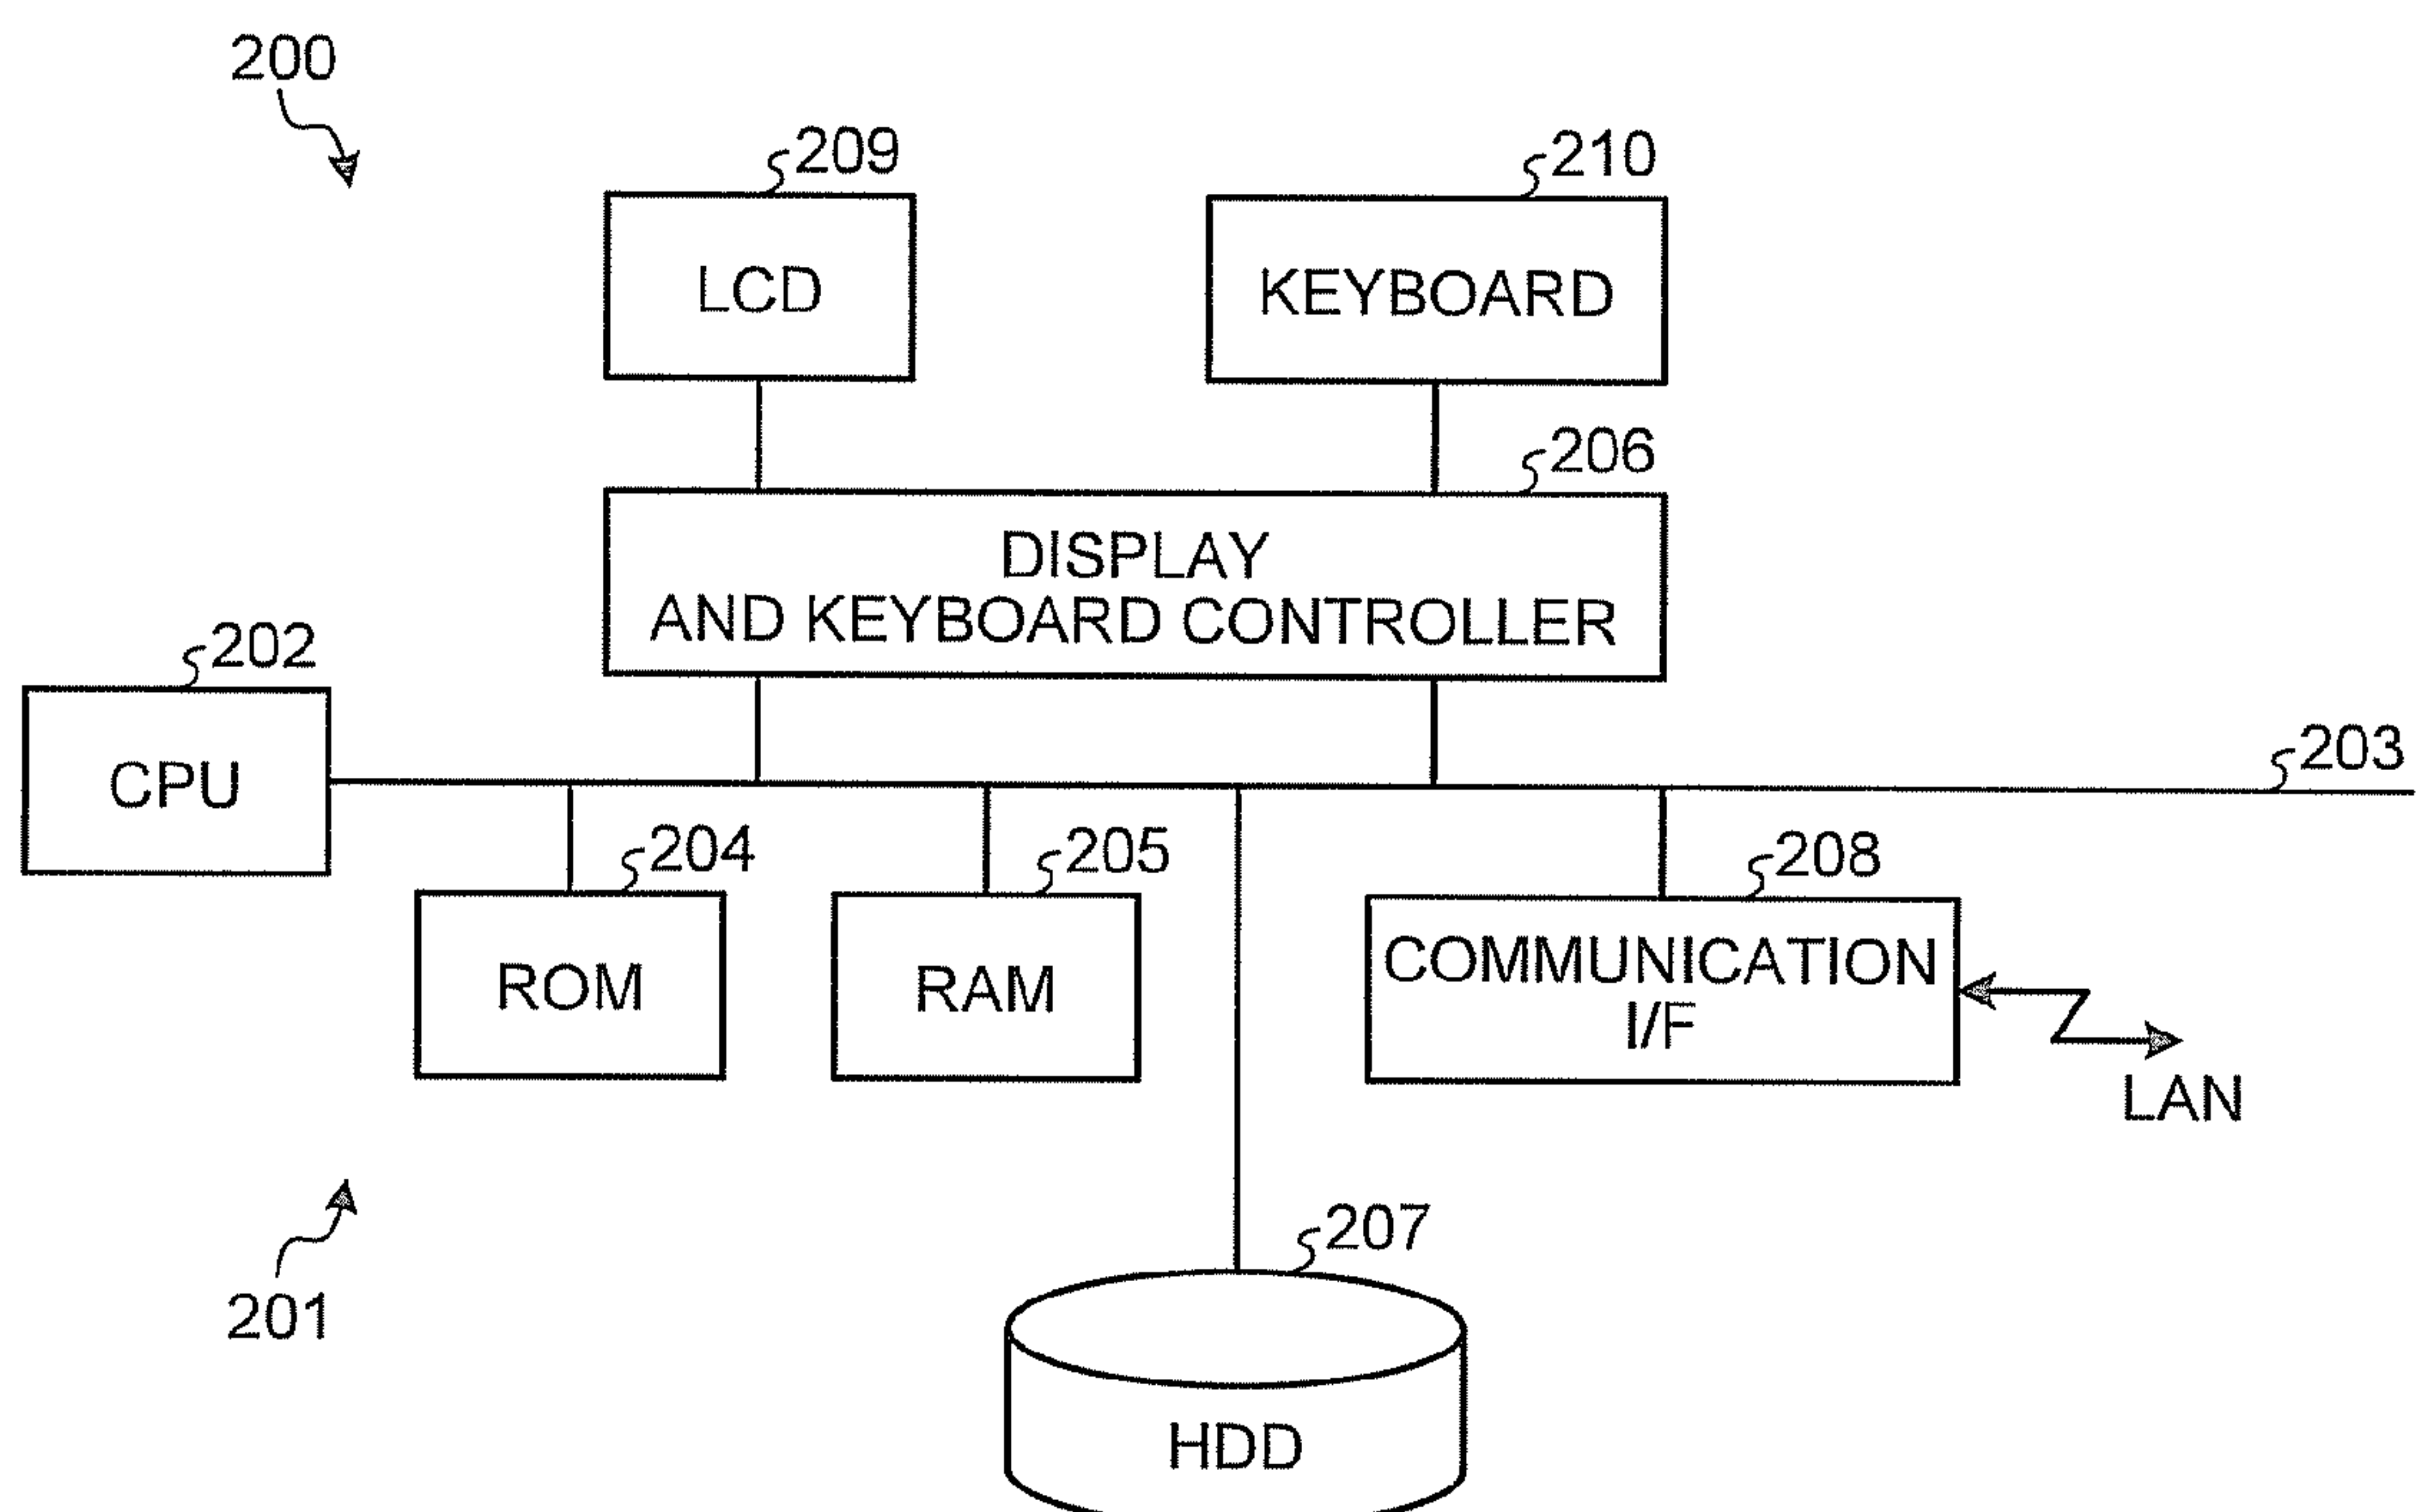 200
209
210
LCD
KEYBOARD
206
DISPLAY
AND KEYBOARD CONTROLLER
202
CPU
203
204
205
208
ROM
RAM
COMMUNICATION
I/F
LAN
207
201
HDD